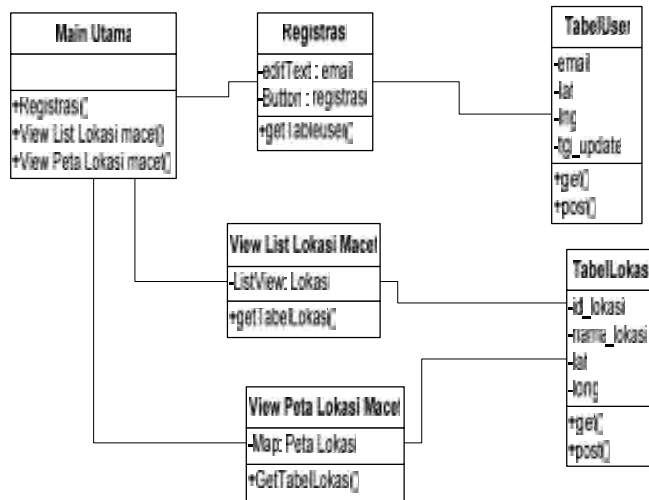 Main Utama
+Registrasi()
+View List Lokasi macet()
+View Peta Lokasi macet()
Registras
-editText : email
-Button : registrasi
+getTableuser()
TabelUser
-email
-lat
-lng
-tgl_update
+get()
+post()
View List Lokasi Macet
-ListView: Lokasi
+getTabelLokasi()
TabelLokas
-id_lokasi
-nama_lokasi
-lat
-long
+get()
+post()
View Peta Lokasi Macet
-Map: Peta Lokasi
+GetTabelLokasi()